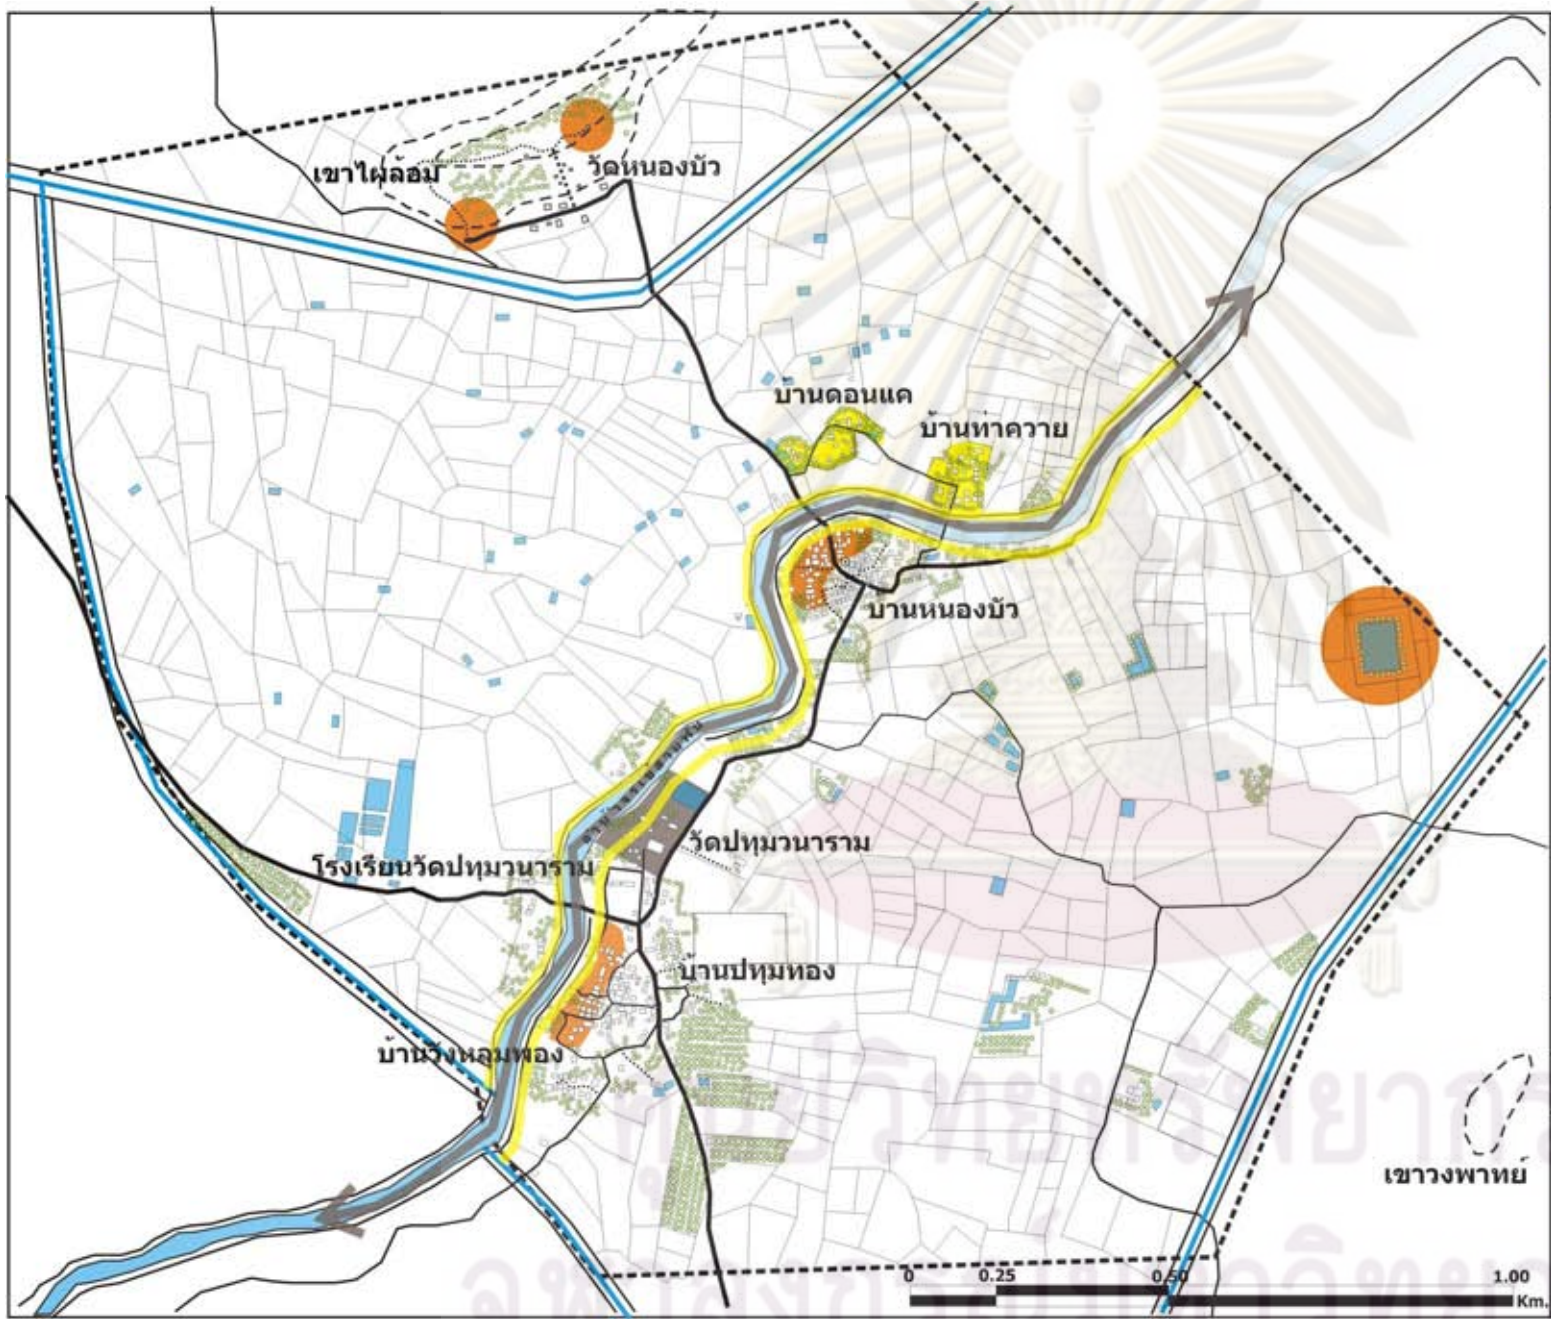 เขาไผ่ล้อม
วัดหนองบัว
บ้านดอนแค
บ้านท่าควาย
บ้านหนองบัว
วัดปทุมวนาราม
โรงเรียนวัดปทุมวนาราม
บ้านปทุมทอง
บ้านวังหลุมพอง
เขาวงพาทย์
0 0.25 0.50 1.00
Km.